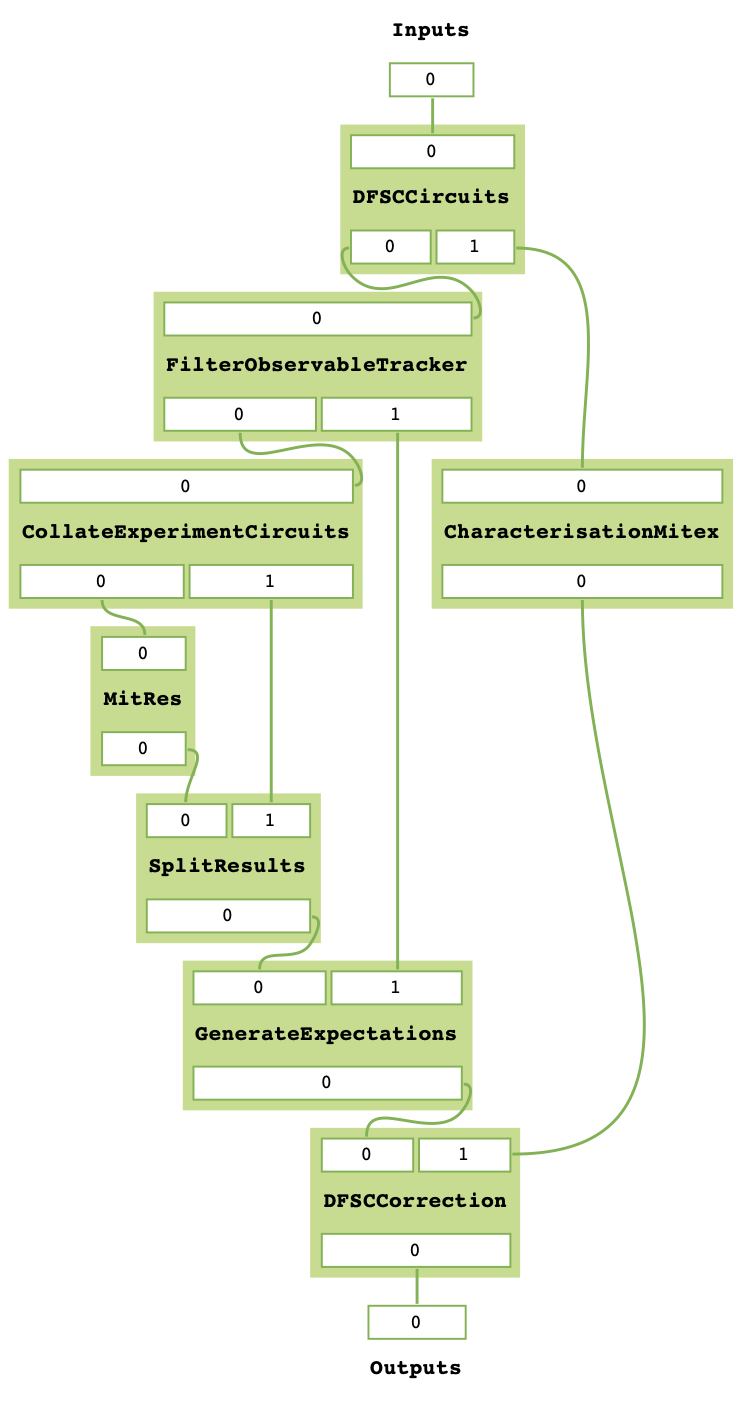 Inputs
0
0
DFSCCircuits
0 1
0
FilterObservableTracker
0 1
0 0
CollateExperimentCircuits CharacterisationMitex
0 1 0
0
MitRes
0
0 1
SplitResults
0
0 1
GenerateExpectations
0
0 1
DFSCCorrection
0
0
Outputs